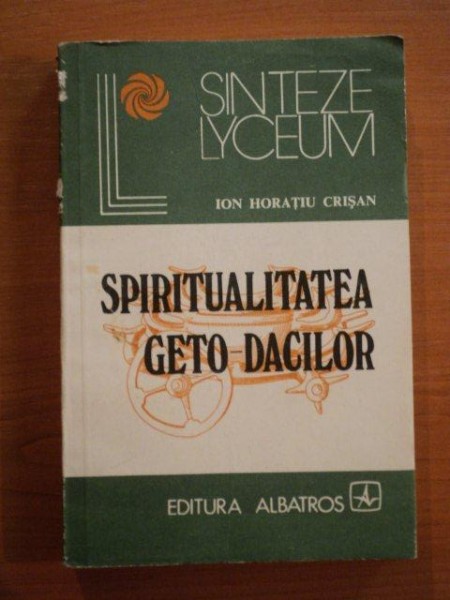 SINTEZE
LYCEUM
ION HORAȚIU CRIȘAN
SPIRITUALITATEA
GETO-DACILOR
EDITURA ALBATROS